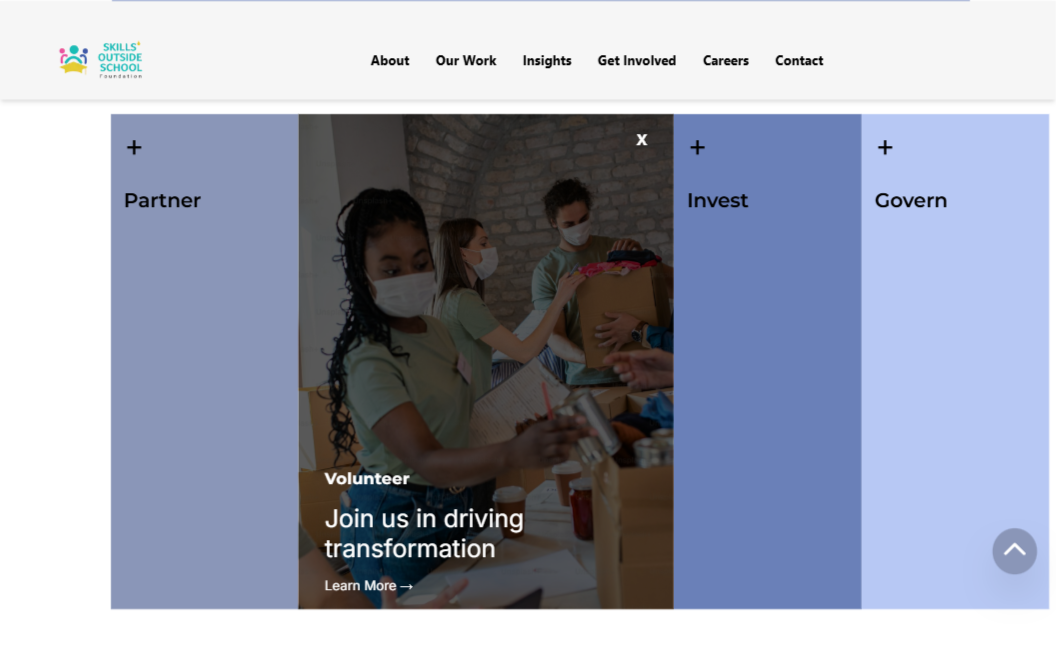 SKILLS
OUTSIDE
SCHOOL
Foundation
About
Our Work
Insights
Get Involved
Careers
Contact
+
Partner
X
Volunteer
Join us in driving
transformation
Learn More →
+
Invest
+
Govern